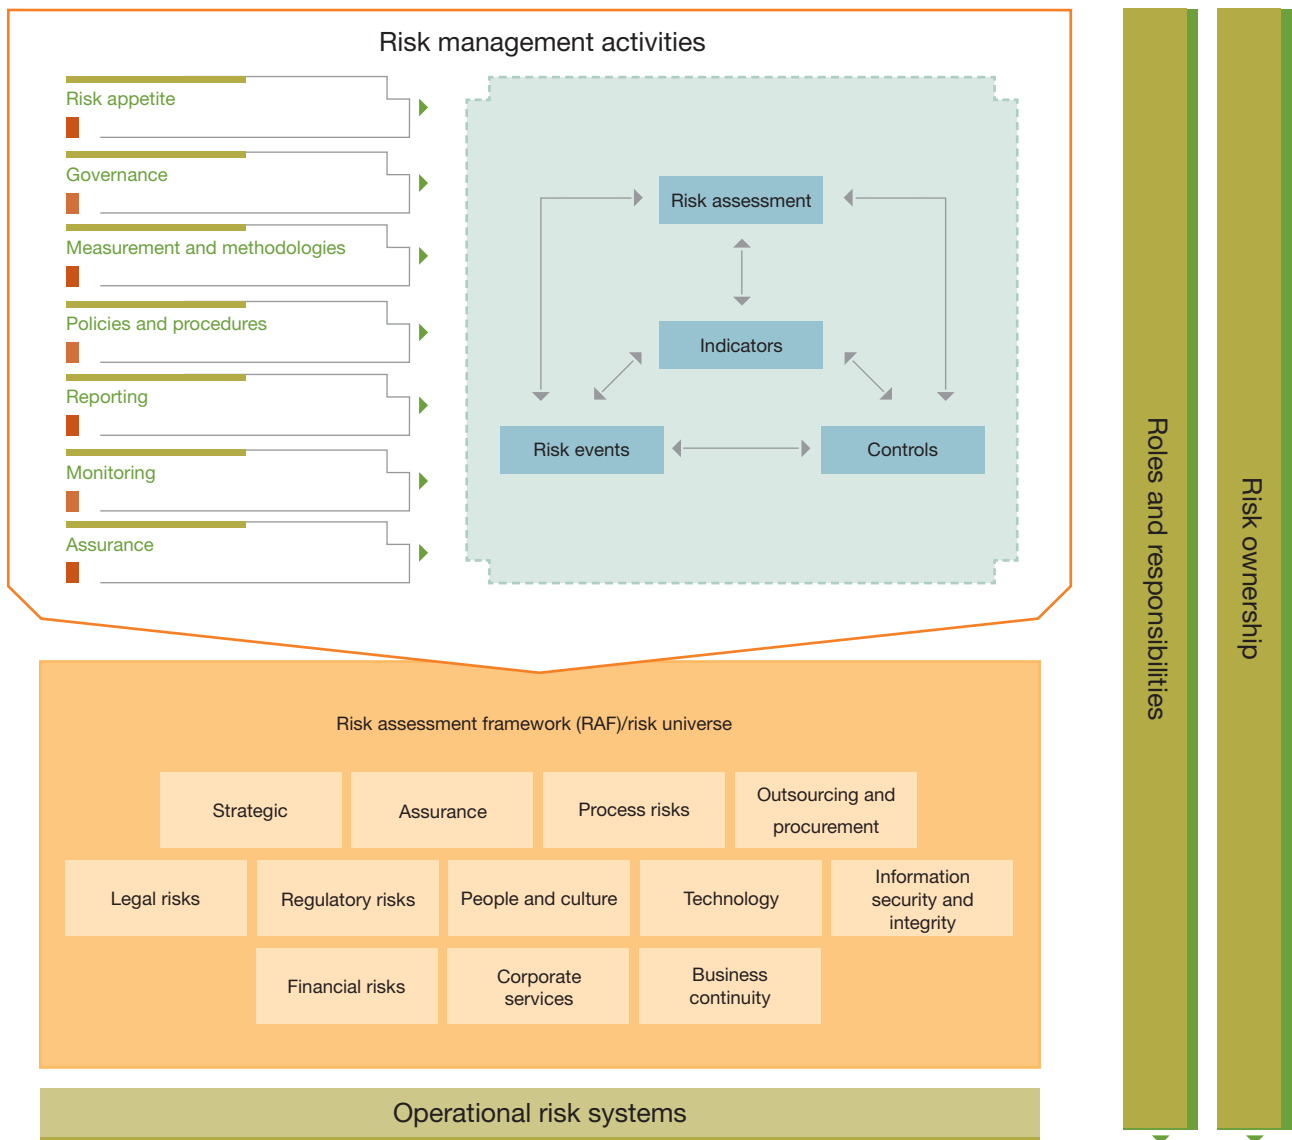 Risk management activities
Risk appetite
Governance
Measurement and methodologies
Policies and procedures
Reporting
Monitoring
Assurance
Risk assessment
Indicators
Risk events
Controls
Risk assessment framework (RAF)/risk universe
Strategic
Assurance
Process risks
Outsourcing and
procurement
Legal risks
Regulatory risks
People and culture
Technology
Information
security and
integrity
Financial risks
Corporate
services
Business
continuity
Operational risk systems
Roles and responsibilities
Risk ownership